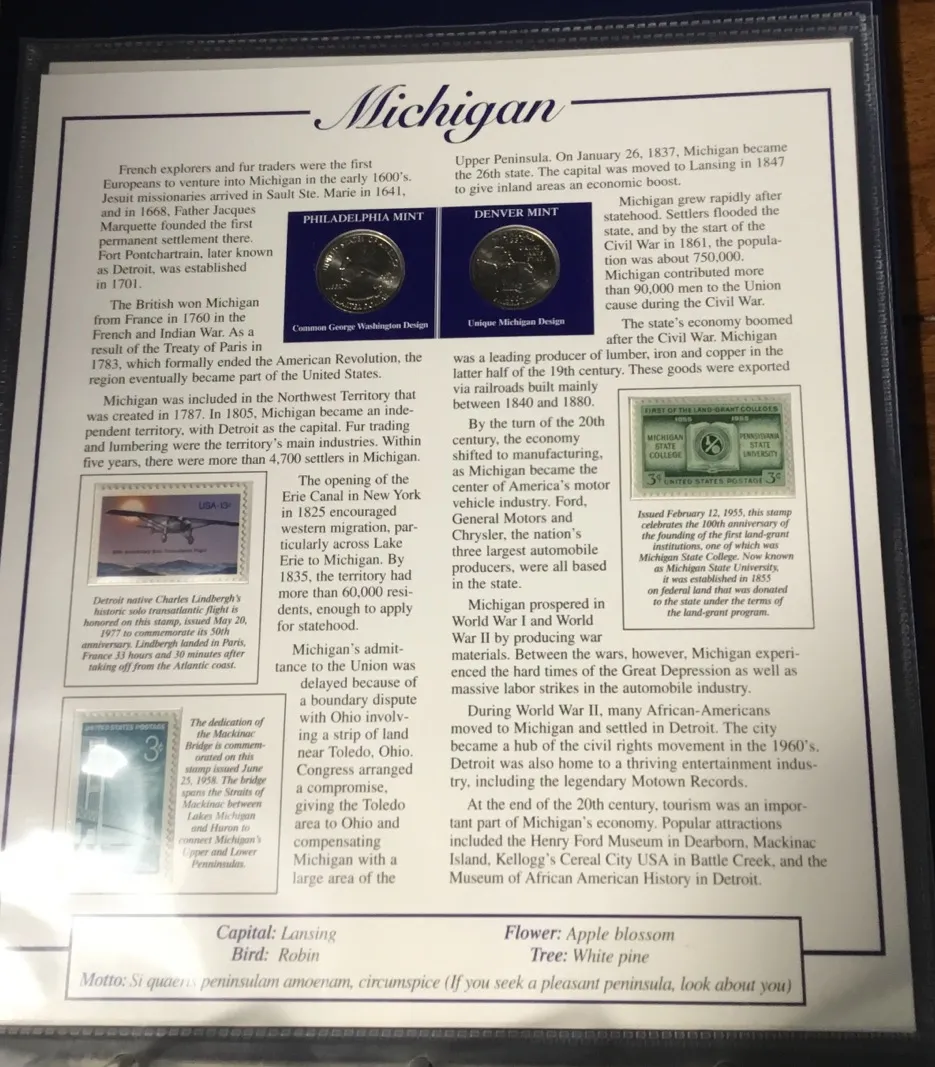 Michigan
French explorers and fur traders were the first
Europeans to venture into Michigan in the early 1600's.
Jesuit missionaries arrived in Sault Ste. Marie in 1641,
and in 1668, Father Jacques
Marquette founded the first
permanent settlement there.
Fort Pontchartrain, later known
as Detroit, was established
in 1701.
The British won Michigan
from France in 1760 in the
French and Indian War. As a
result of the Treaty of Paris in
1783, which formally ended the American Revolution, the
region eventually became part of the United States.
Michigan was included in the Northwest Territory that
was created in 1787. In 1805, Michigan became an inde-
pendent territory, with Detroit as the capital. Fur trading
and lumbering were the territory's main industries. Within
five years, there were more than 4,700 settlers in Michigan.
The opening of the
Erie Canal in New York
in 1825 encouraged
western migration, par-
ticularly across Lake
Erie to Michigan. By
1835, the territory had
more than 60,000 resi-
dents, enough to apply
for statehood.
Michigan's admit-
tance to the Union was
delayed because of
a boundary dispute
with Ohio involv-
ing a strip of land
near Toledo, Ohio.
Congress arranged
a compromise,
giving the Toledo
area to Ohio and
compensating
Michigan with a
large area of the
USA 13c
50th Anniversary Solo Transatlantic Flight
Detroit native Charles Lindbergh's
historic solo transatlantic flight is
honored on this stamp, issued May 20,
1977 to commemorate its 50th
anniversary. Lindbergh landed in Paris,
France 33 hours and 30 minutes after
taking off from the Atlantic coast.
UNITED STATES POSTAGE
3¢
The dedication of
the Mackinac
Bridge is commem-
orated on this
stamp issued June
25, 1958. The bridge
spans the Straits of
Mackinac between
Lakes Michigan
and Huron to
connect Michigan's
Upper and Lower
Penninsulas.
PHILADELPHIA MINT
Common George Washington Design
DENVER MINT
Unique Michigan Design
Upper Peninsula. On January 26, 1837, Michigan became
the 26th state. The capital was moved to Lansing in 1847
to give inland areas an economic boost.
Michigan grew rapidly after
statehood. Settlers flooded the
state, and by the start of the
Civil War in 1861, the popula-
tion was about 750,000.
Michigan contributed more
than 90,000 men to the Union
cause during the Civil War.
The state's economy boomed
after the Civil War. Michigan
was a leading producer of lumber, iron and copper in the
latter half of the 19th century. These goods were exported
via railroads built mainly
between 1840 and 1880.
By the turn of the 20th
century, the economy
shifted to manufacturing,
as Michigan became the
center of America's motor
vehicle industry. Ford,
General Motors and
Chrysler, the nation's
three largest automobile
producers, were all based
in the state.
Michigan prospered in
World War I and World
War II by producing war
materials. Between the wars, however, Michigan experi-
enced the hard times of the Great Depression as well as
massive labor strikes in the automobile industry.
During World War II, many African-Americans
moved to Michigan and settled in Detroit. The city
became a hub of the civil rights movement in the 1960's.
Detroit was also home to a thriving entertainment indus-
try, including the legendary Motown Records.
At the end of the 20th century, tourism was an impor-
tant part of Michigan's economy. Popular attractions
included the Henry Ford Museum in Dearborn, Mackinac
Island, Kellogg's Cereal City USA in Battle Creek, and the
Museum of African American History in Detroit.
FIRST OF THE LAND-GRANT COLLEGES
1855 1955
MICHIGAN STATE COLLEGE
PENNSYLVANIA STATE UNIVERSITY
3¢ UNITED STATES POSTAGE 3¢
Issued February 12, 1955, this stamp
celebrates the 100th anniversary of
the founding of the first land-grant
institutions, one of which was
Michigan State College. Now known
as Michigan State University,
it was established in 1855
on federal land that was donated
to the state under the terms of
the land-grant program.
Capital: Lansing
Flower: Apple blossom
Bird: Robin
Tree: White pine
Motto: Si quaeris peninsulam amoenam, circumspice (If you seek a pleasant peninsula, look about you)